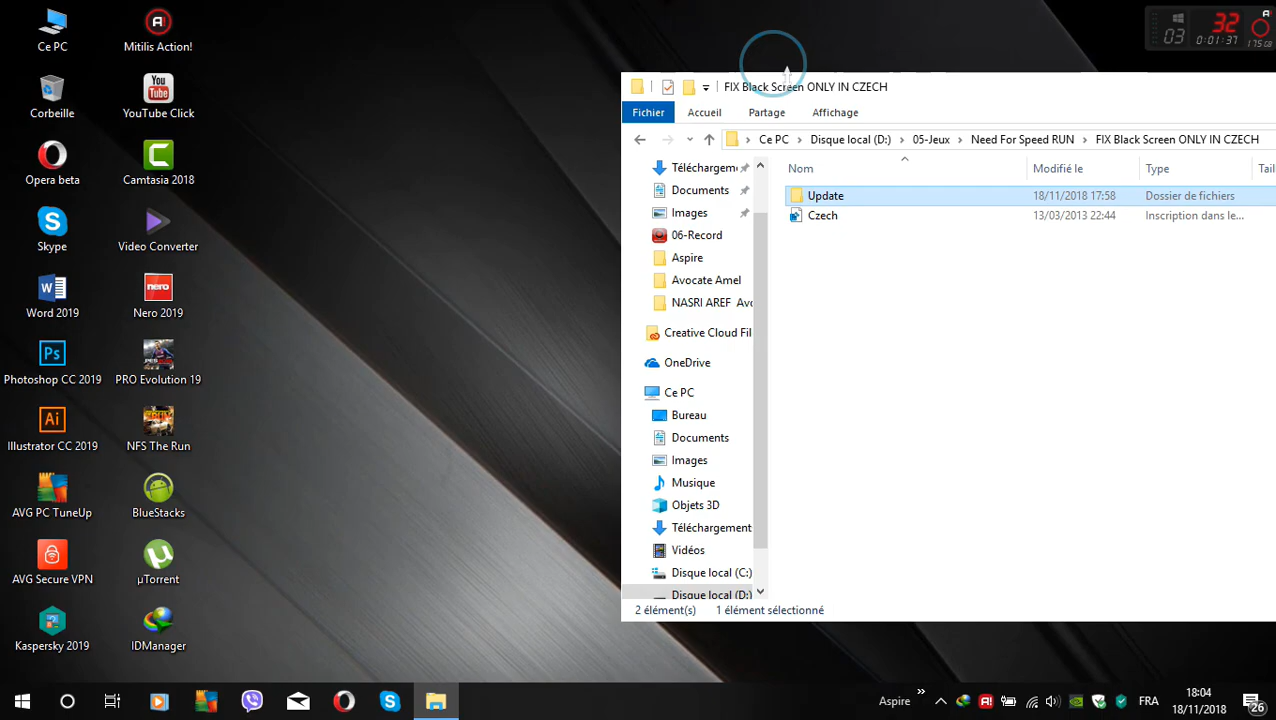 Ce PC
Mitilis Action!
Corbeille
YouTube Click
Opera beta
Camtasia 2018
Skype
Video Converter
Word 2019
Nero 2019
Photoshop CC 2019
PRO Evolution 19
Illustrator CC 2019
NFS The Run
AVG PC TuneUp
BlueStacks
AVG Secure VPN
µTorrent
Kaspersky 2019
IDManager
03
32
0:01:37
175GB
FIX Black Screen ONLY IN CZECH
Fichier Accueil Partage Affichage
Ce PC > Disque local (D:) > 05-Jeux > Need For Speed RUN > FIX Black Screen ONLY IN CZECH
Nom Modifié le Type Tail
Update 18/11/2018 17:58 Dossier de fichiers
Czech 13/03/2013 22:44 Inscription dans le...
Téléchargem
Documents
Images
06-Record
Aspire
Avocate Amel
NASRI AREF Avo
Creative Cloud Fil
OneDrive
Ce PC
Bureau
Documents
Images
Musique
Objets 3D
Téléchargement
Vidéos
Disque local (C:)
Disque local (D:)
2 élément(s) 1 élément sélectionné
Aspire » FRA
18:04
18/11/2018
26